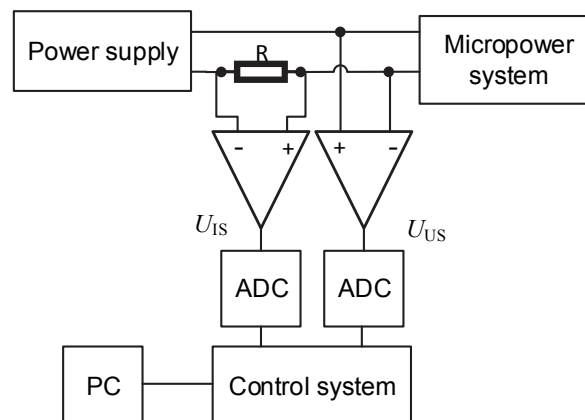 Power supply
R
Micropower
system
- +
+ -
U_IS
U_US
ADC
ADC
PC
Control system